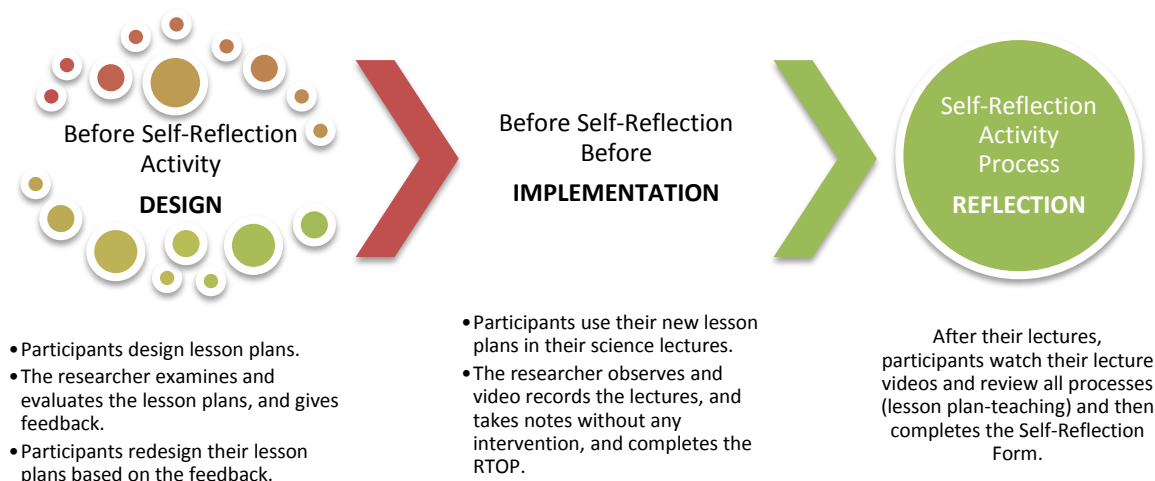 Before Self-Reflection
Activity
DESIGN
•Participants design lesson plans.
•The researcher examines and
evaluates the lesson plans, and gives
feedback.
•Participants redesign their lesson
plans based on the feedback.
Before Self-Reflection
Before
IMPLEMENTATION
•Participants use their new lesson
plans in their science lectures.
•The researcher observes and
video records the lectures, and
takes notes without any
intervention, and completes the
RTOP.
Self-Reflection
Activity
Process
REFLECTION
After their lectures,
participants watch their lecture
videos and review all processes
(lesson plan-teaching) and then
completes the Self-Reflection
Form.